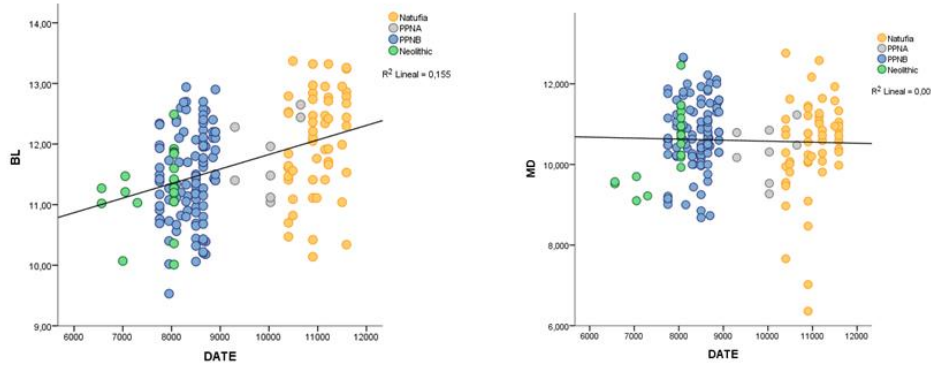 14,00
13,00
12,00
11,00
10,00
9,00
BL
6000 7000 8000 9000 10000 11000 12000
DATE
Natufia
PPNA
PPNB
Neolithic
R² Lineal = 0,155
12,000
10,000
8,000
6,000
MD
6000 7000 8000 9000 10000 11000 12000
DATE
Natufia
PPNA
PPNB
Neolithic
R² Lineal = 0,00